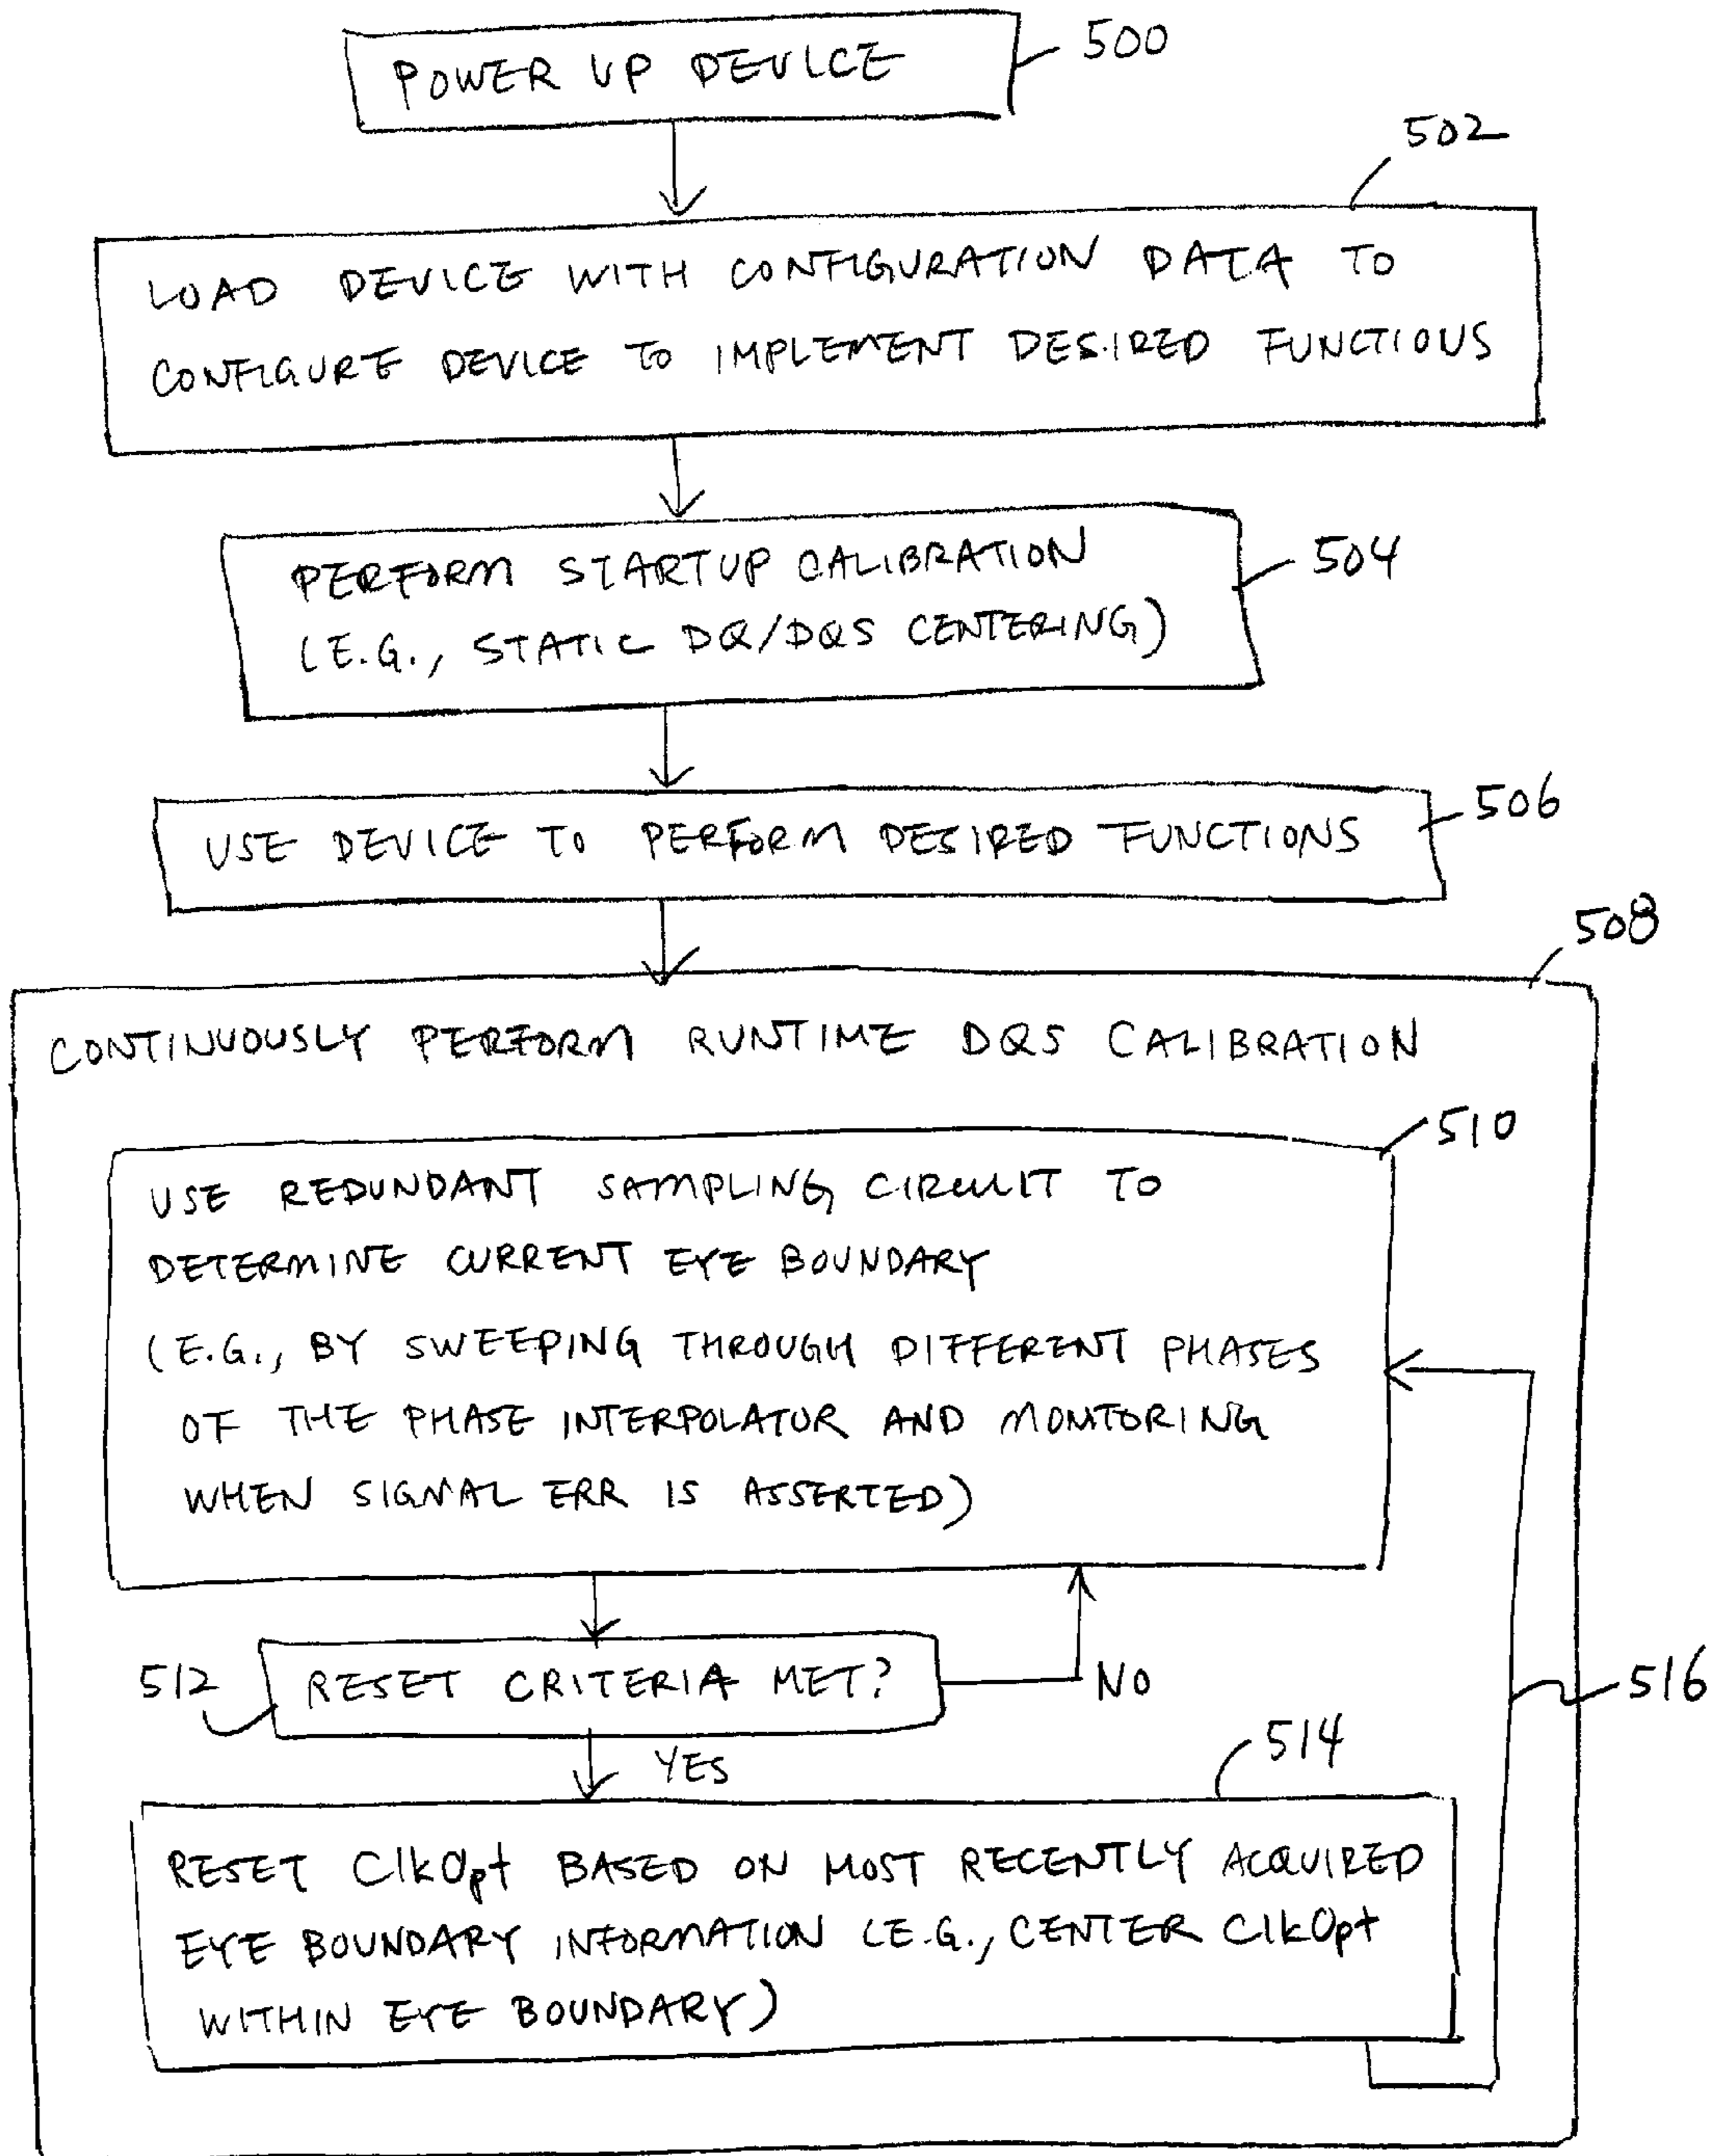 POWER UP DEVICE
500
502
LOAD DEVICE WITH CONFIGURATION DATA TO
CONFIGURE DEVICE TO IMPLEMENT DESIRED FUNCTIONS
PERFORM STARTUP CALIBRATION
(E.G., STATIC DQ/DQS CENTERING)
504
USE DEVICE TO PERFORM DESIRED FUNCTIONS
506
508
CONTINUOUSLY PERFORM RUNTIME DQS CALIBRATION
510
USE REDUNDANT SAMPLING CIRCUIT TO
DETERMINE CURRENT EYE BOUNDARY
(E.G., BY SWEEPING THROUGH DIFFERENT PHASES
OF THE PHASE INTERPOLATOR AND MONITORING
WHEN SIGNAL ERR IS ASSERTED)
512
RESET CRITERIA MET?
NO
516
YES
514
RESET ClkOpt BASED ON MOST RECENTLY ACQUIRED
EYE BOUNDARY INFORMATION (E.G., CENTER ClkOpt
WITHIN EYE BOUNDARY)